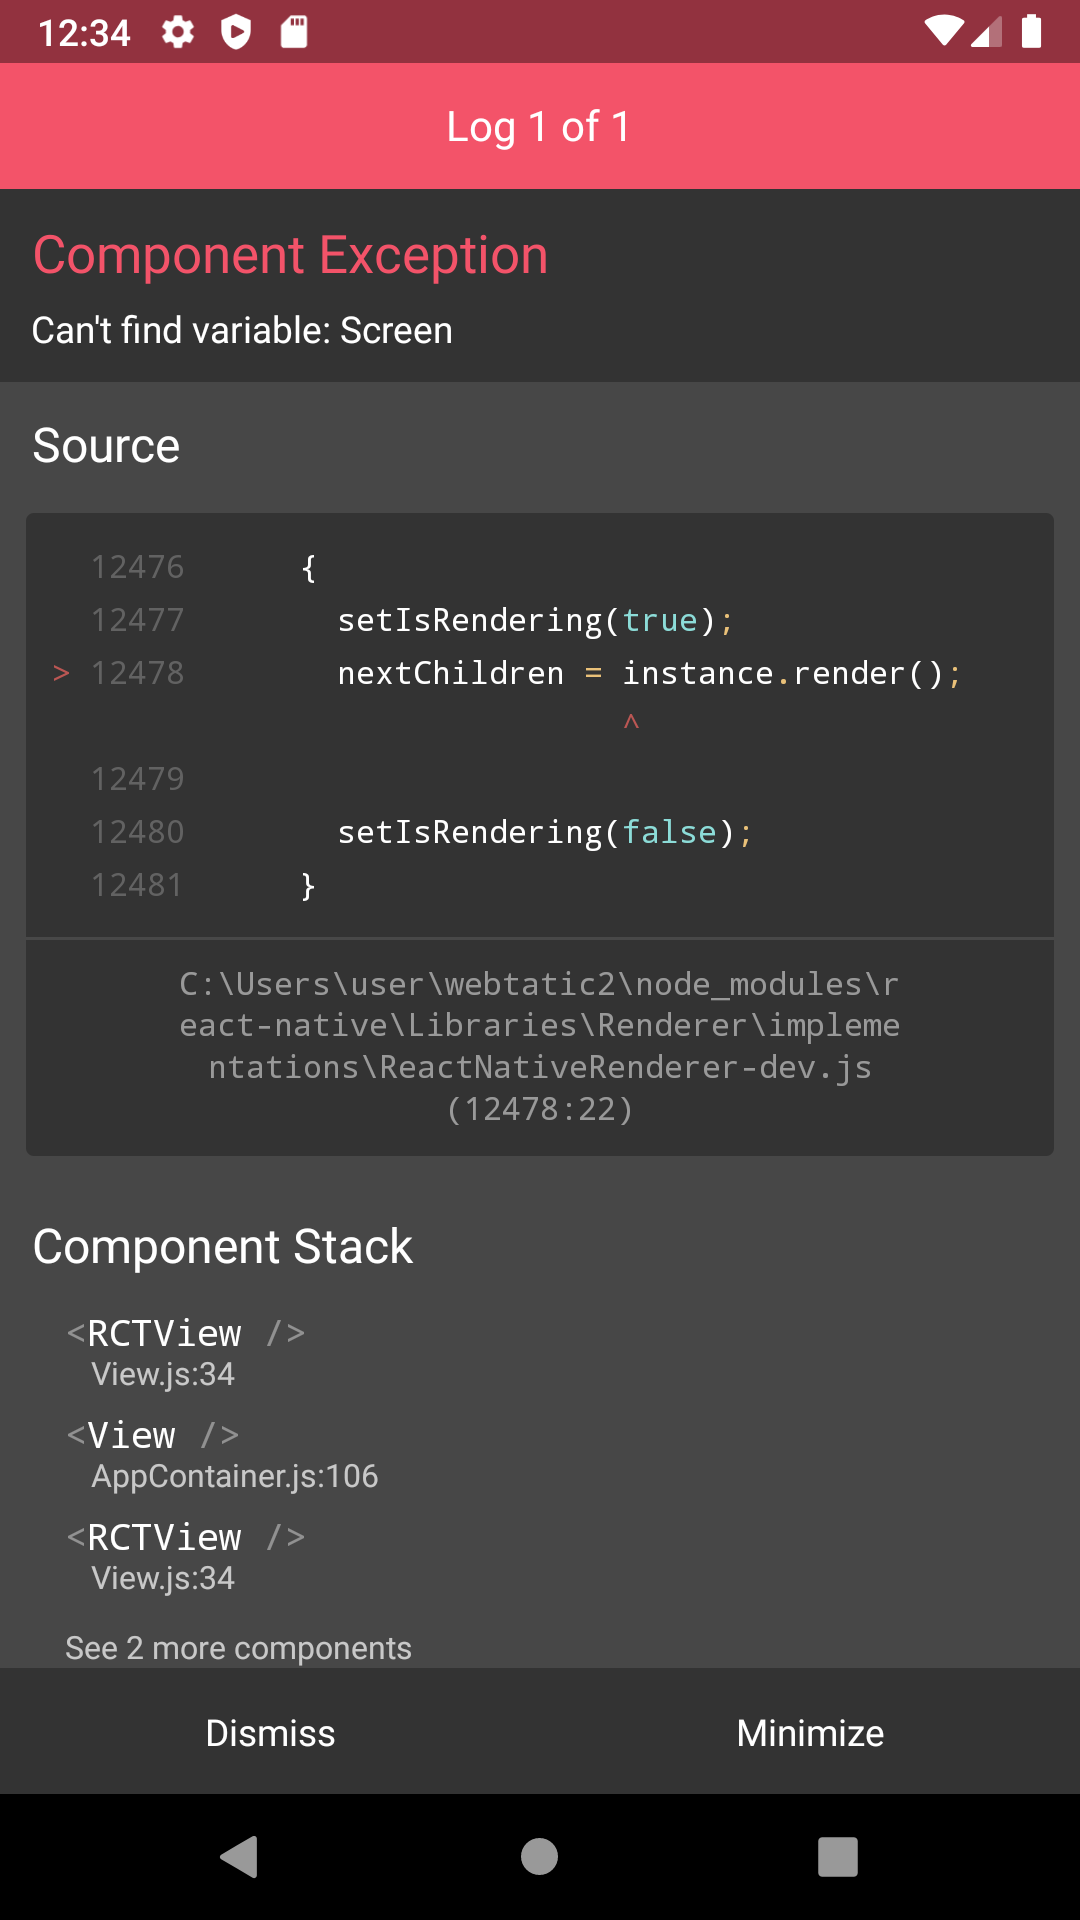 12:34
Log 1 of 1
Component Exception
Can't find variable: Screen
Source
12476 {
12477 setIsRendering(true);
> 12478 nextChildren = instance.render();
^
12479
12480 setIsRendering(false);
12481 }
C:\Users\user\webtatic2\node_modules\r
eact-native\Libraries\Renderer\impleme
ntations\ReactNativeRenderer-dev.js
(12478:22)
Component Stack
<RCTView />
View.js:34
<View />
AppContainer.js:106
<RCTView />
View.js:34
See 2 more components
Dismiss Minimize